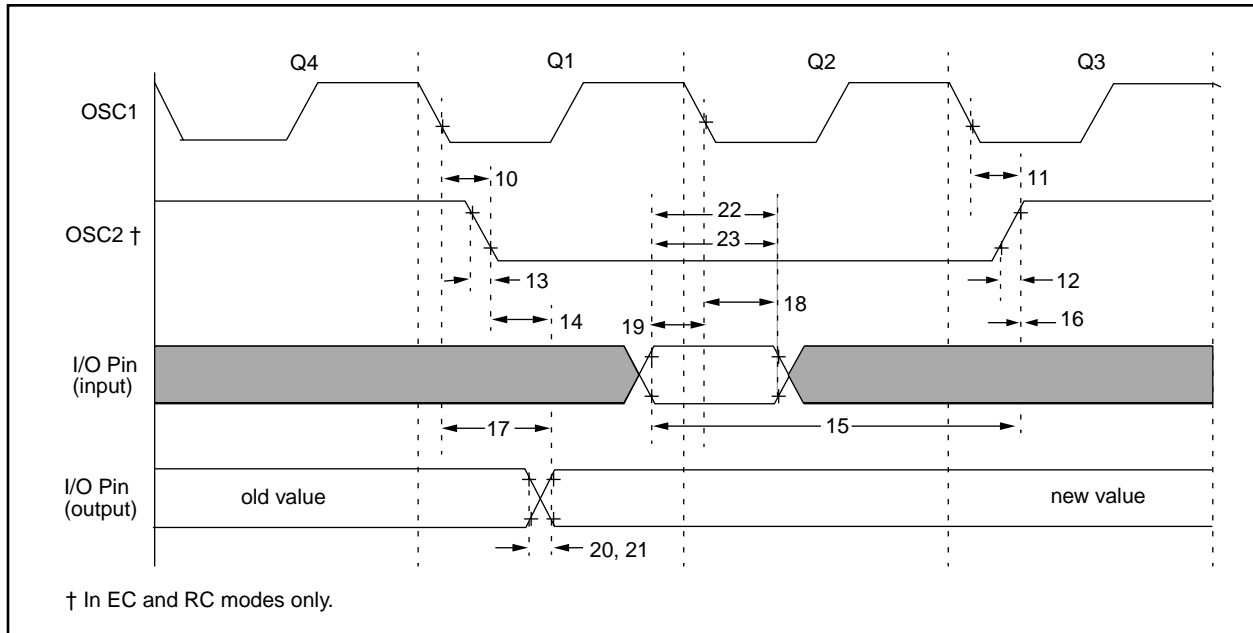 Q4 Q1 Q2 Q3
OSC1
10 11
22
OSC2 †
23
13 12
18
14 19 16
I/O Pin
(input)
17 15
I/O Pin
(output)
old value new value
20, 21
† In EC and RC modes only.